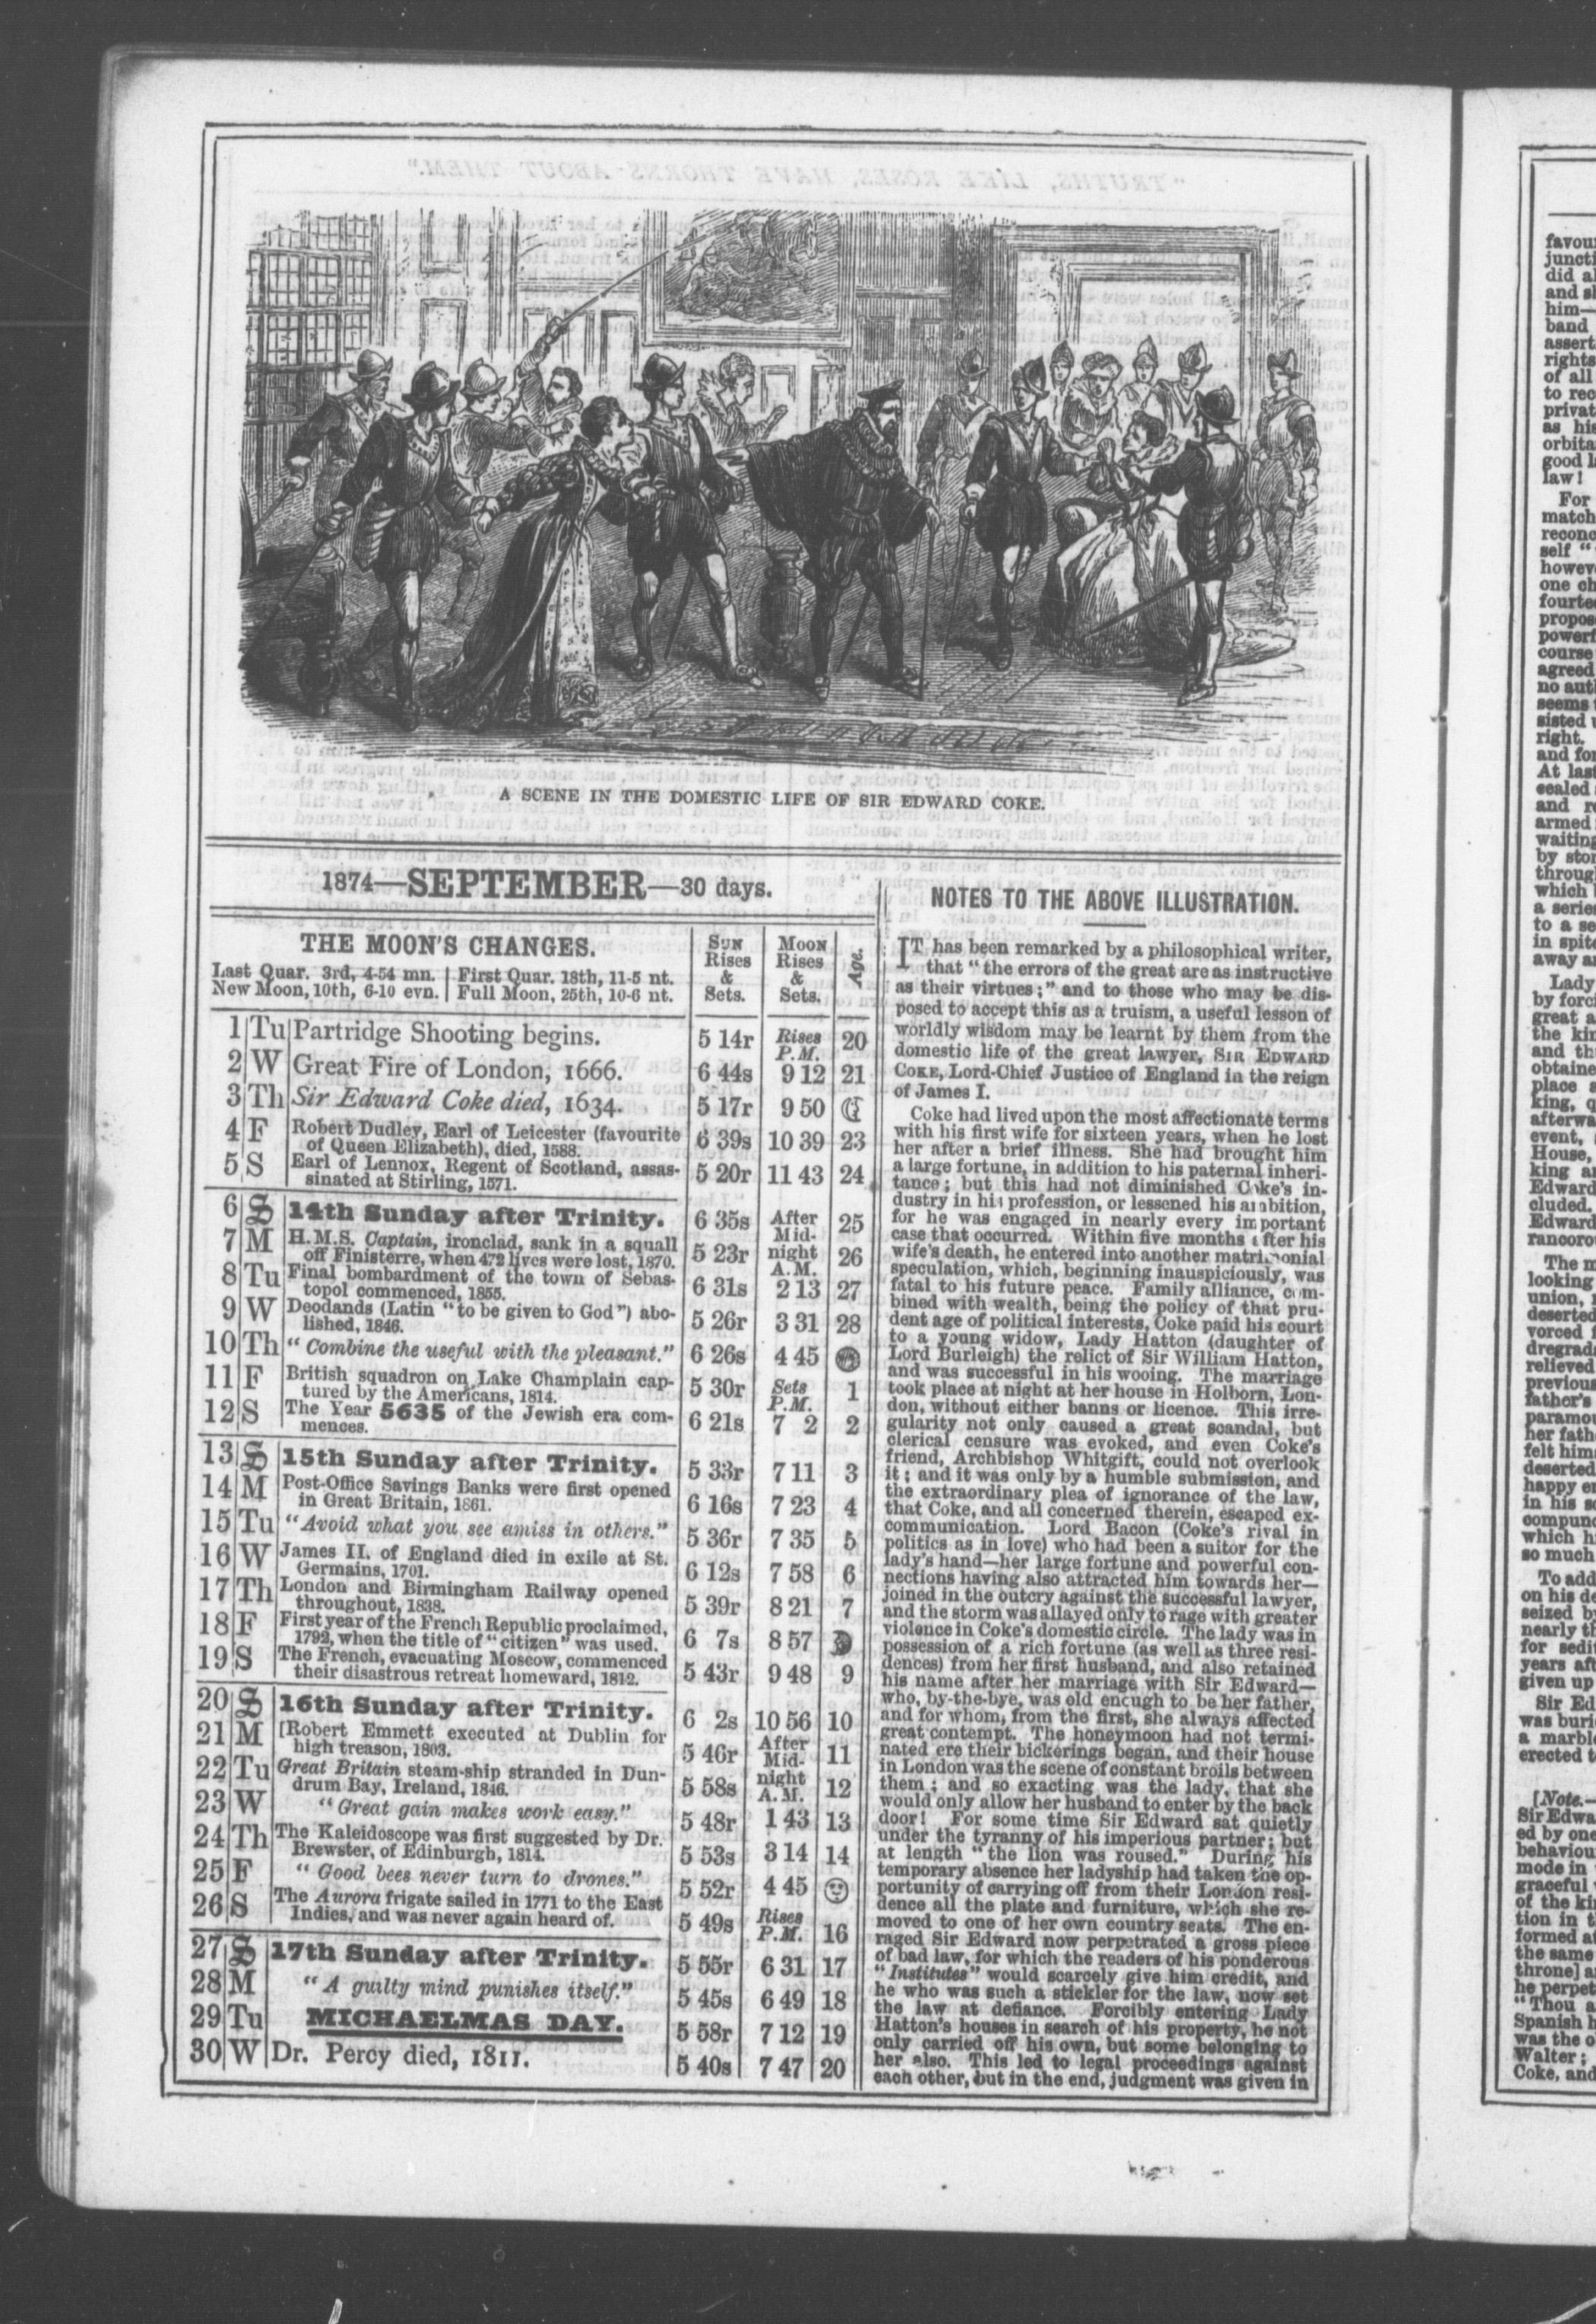 A SCENE IN THE DOMESTIC LIFE OF SIR EDWARD COKE.
1874—SEPTEMBER—30 days.
THE MOON'S CHANGES.
Last Quar. 3rd, 4-54 mn. | First Quar. 18th, 11-5 nt.
New Moon, 10th, 6-10 evn. | Full Moon, 25th, 10-6 nt.
Sun Rises & Sets.
Moon Rises & Sets.
Age.
1 Tu Partridge Shooting begins. 5 14r Rises P.M. 20
2 W Great Fire of London, 1666. 6 44s 9 12 21
3 Th Sir Edward Coke died, 1634. 5 17r 9 50
4 F Robert Dudley, Earl of Leicester (favourite
of Queen Elizabeth), died, 1588. 6 39s 10 39 23
5 S Earl of Lennox, Regent of Scotland, assas-
sinated at Stirling, 1571. 5 20r 11 43 24
6 S 14th Sunday after Trinity. 6 35s After 25
7 M H.M.S. Captain, ironclad, sank in a squall Mid-
off Finisterre, when 472 lives were lost, 1870. 5 23r night 26
8 Tu Final bombardment of the town of Sebas- A.M.
topol commenced, 1855. 6 31s 2 13 27
9 W Deodands (Latin "to be given to God") abo-
lished, 1846. 5 26r 3 31 28
10 Th "Combine the useful with the pleasant." 6 26s 4 45
11 F British squadron on Lake Champlain cap-
tured by the Americans, 1814. 5 30r Sets P.M. 1
12 S The Year 5635 of the Jewish era com-
mences. 6 21s 7 2 2
13 S 15th Sunday after Trinity. 5 33r 7 11 3
14 M Post-Office Savings Banks were first opened
in Great Britain, 1861. 6 16s 7 23 4
15 Tu "Avoid what you see amiss in others." 5 36r 7 35 5
16 W James II. of England died in exile at St.
Germains, 1701. 6 12s 7 58 6
17 Th London and Birmingham Railway opened
throughout, 1838. 5 39r 8 21 7
18 F First year of the French Republic proclaimed,
1792, when the title of "citizen" was used. 6 7s 8 57
19 S The French, evacuating Moscow, commenced
their disastrous retreat homeward, 1812. 5 43r 9 48 9
20 S 16th Sunday after Trinity. 6 2s 10 56 10
21 M [Robert Emmett executed at Dublin for After
high treason, 1803. 5 46r Mid- 11
22 Tu Great Britain steam-ship stranded in Dun- night
drum Bay, Ireland, 1846. 5 58s A.M. 12
23 W "Great gain makes work easy." 5 48r 1 43 13
24 Th The Kaleidoscope was first suggested by Dr.
Brewster, of Edinburgh, 1814. 5 53s 3 14 14
25 F "Good bees never turn to drones." 5 52r 4 45
26 S The Aurora frigate sailed in 1771 to the East
Indies, and was never again heard of. 5 49s Rises P.M. 16
27 S 17th Sunday after Trinity. 5 55r 6 31 17
28 M "A guilty mind punishes itself." 5 45s 6 49 18
29 Tu MICHAELMAS DAY. 5 58r 7 12 19
30 W Dr. Percy died, 1811. 5 40s 7 47 20
NOTES TO THE ABOVE ILLUSTRATION.
IT has been remarked by a philosophical writer,
that "the errors of the great are as instructive
as their virtues;" and to those who may be dis-
posed to accept this as a truism, a useful lesson of
worldly wisdom may be learnt by them from the
domestic life of the great lawyer, SIR EDWARD
COKE, Lord-Chief Justice of England in the reign
of James I.
Coke had lived upon the most affectionate terms
with his first wife for sixteen years, when he lost
her after a brief illness. She had brought him
a large fortune, in addition to his paternal inheri-
tance; but this had not diminished Coke's in-
dustry in his profession, or lessened his ambition,
for he was engaged in nearly every important
case that occurred. Within five months after his
wife's death, he entered into another matrimonial
speculation, which, beginning inauspiciously, was
fatal to his future peace. Family alliance, com-
bined with wealth, being the policy of that pru-
dent age of political interests, Coke paid his court
to a young widow, Lady Hatton (daughter of
Lord Burleigh) the relict of Sir William Hatton,
and was successful in his wooing. The marriage
took place at night at her house in Holborn, Lon-
don, without either banns or licence. This irre-
gularity not only caused a great scandal, but
clerical censure was evoked, and even Coke's
friend, Archbishop Whitgift, could not overlook
it; and it was only by a humble submission, and
the extraordinary plea of ignorance of the law,
that Coke, and all concerned therein, escaped ex-
communication. Lord Bacon (Coke's rival in
politics as in love) who had been a suitor for the
lady's hand—her large fortune and powerful con-
nections having also attracted him towards her—
joined in the outcry against the successful lawyer,
and the storm was allayed only to rage with greater
violence in Coke's domestic circle. The lady was in
possession of a rich fortune (as well as three resi-
dences) from her first husband, and also retained
his name after her marriage with Sir Edward—
who, by-the-bye, was old enough to be her father,
and for whom, from the first, she always affected
great contempt. The honeymoon had not termi-
nated ere their bickerings began, and their house
in London was the scene of constant broils between
them; and so exacting was the lady, that she
would only allow her husband to enter by the back
door! For some time Sir Edward sat quietly
under the tyranny of his imperious partner; but
at length "the lion was roused." During his
temporary absence her ladyship had taken the op-
portunity of carrying off from their London resi-
dence all the plate and furniture, which she re-
moved to one of her own country seats. The en-
raged Sir Edward now perpetrated a gross piece
of bad law, for which the readers of his ponderous
"Institutes" would scarcely give him credit, and
he who was such a stickler for the law, now set
the law at defiance. Forcibly entering Lady
Hatton's houses in search of his property, he not
only carried off his own, but some belonging to
her also. This led to legal proceedings against
each other, but in the end, judgment was given in